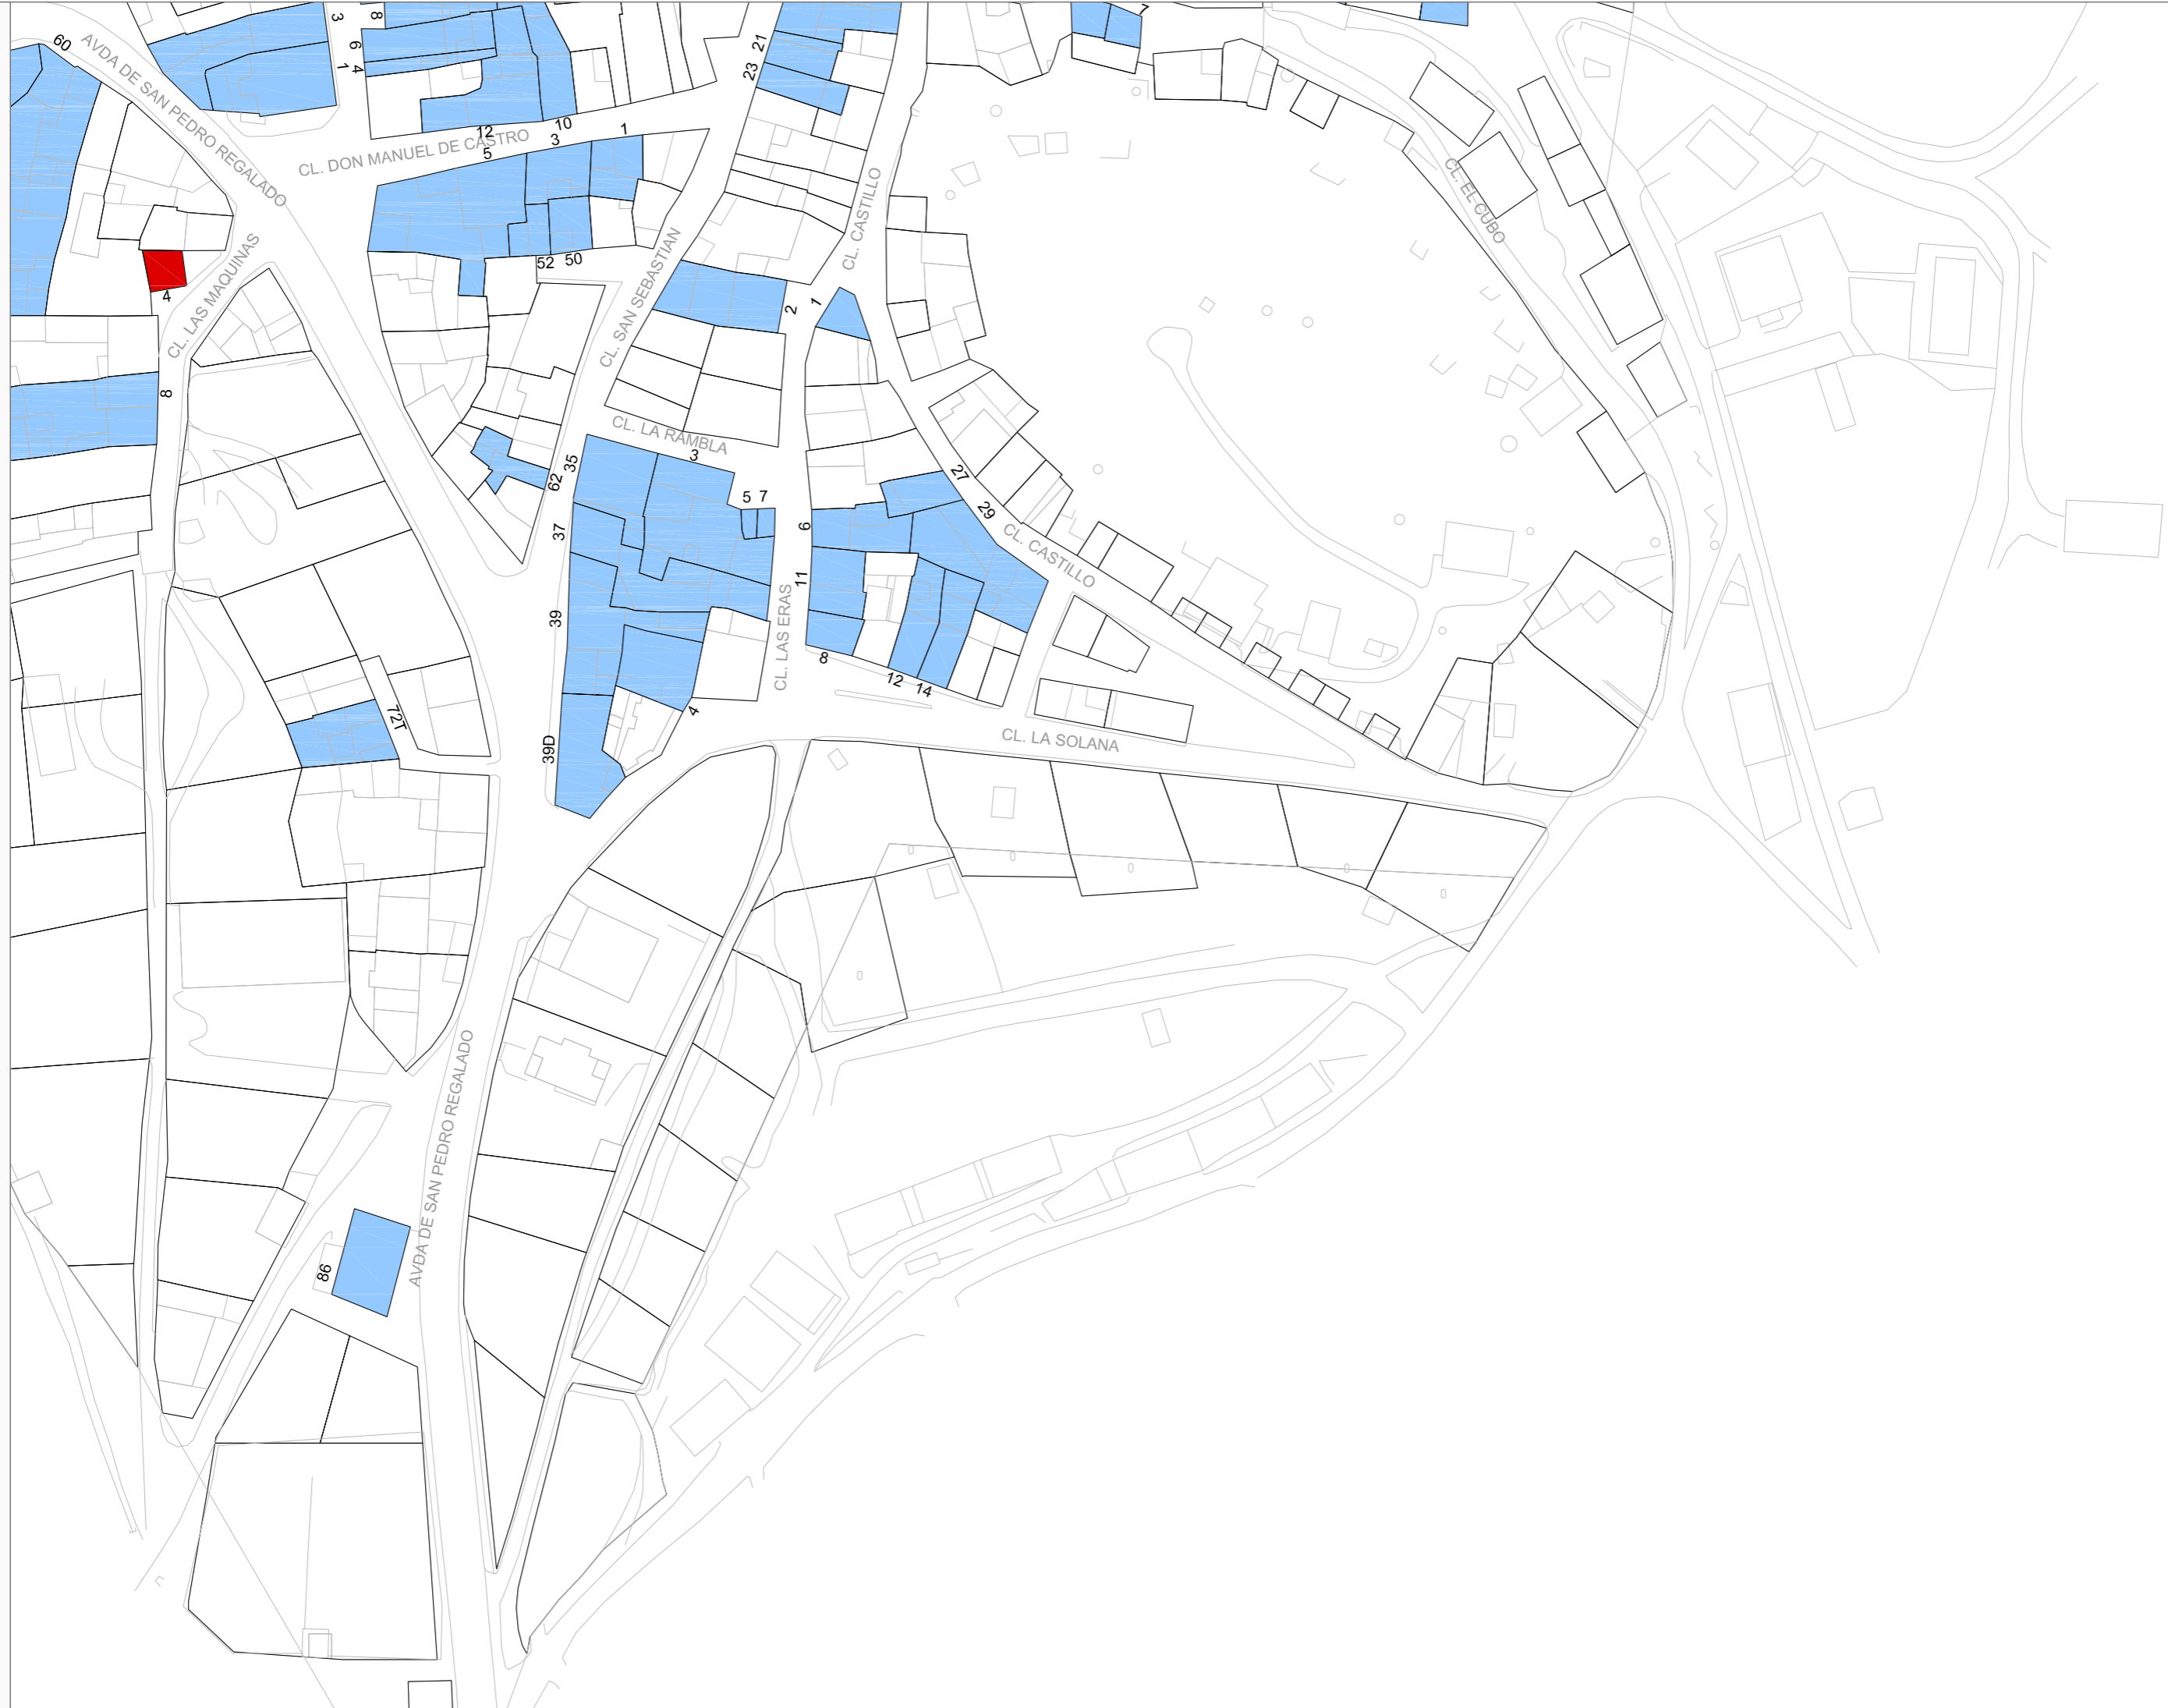 60
AVDA DE SAN PEDRO REGALADO
3
1
8
6
4
12
10
CL. DON MANUEL DE CASTRO
5
3
1
21
23
7
CL. CASTILLO
CL. EL CUBO
4
CL. LAS MAQUINAS
8
52
50
CL. SAN SEBASTIAN
2
1
CL. LA RAMBLA
3
5
7
35
62
37
39
39D
4
6
11
CL. LAS ERAS
8
12
14
27
29
CL. CASTILLO
CL. LA SOLANA
72T
AVDA DE SAN PEDRO REGALADO
86